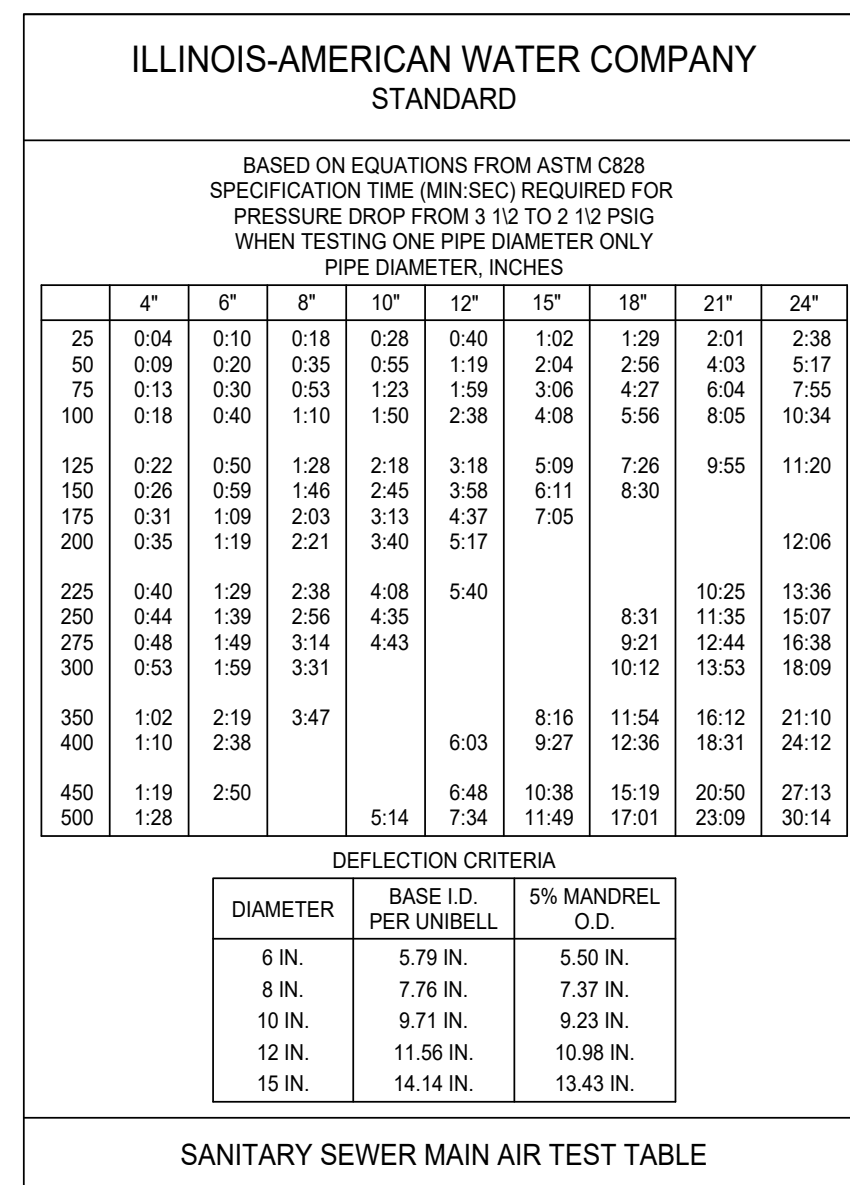 ILLINOIS-AMERICAN WATER COMPANY
STANDARD
BASED ON EQUATIONS FROM ASTM C828
SPECIFICATION TIME (MIN:SEC) REQUIRED FOR
PRESSURE DROP FROM 3 1\2 TO 2 1\2 PSIG
WHEN TESTING ONE PIPE DIAMETER ONLY
PIPE DIAMETER, INCHES
4" 6" 8" 10" 12" 15" 18" 21" 24"
25 0:04 0:10 0:18 0:28 0:40 1:02 1:29 2:01 2:38
50 0:09 0:20 0:35 0:55 1:19 2:04 2:56 4:03 5:17
75 0:13 0:30 0:53 1:23 1:59 3:06 4:27 6:04 7:55
100 0:18 0:40 1:10 1:50 2:38 4:08 5:56 8:05 10:34
125 0:22 0:50 1:28 2:18 3:18 5:09 7:26 9:55 11:20
150 0:26 0:59 1:46 2:45 3:58 6:11 8:30
175 0:31 1:09 2:03 3:13 4:37 7:05
200 0:35 1:19 2:21 3:40 5:17 12:06
225 0:40 1:29 2:38 4:08 5:40 10:25 13:36
250 0:44 1:39 2:56 4:35 8:31 11:35 15:07
275 0:48 1:49 3:14 4:43 9:21 12:44 16:38
300 0:53 1:59 3:31 10:12 13:53 18:09
350 1:02 2:19 3:47 8:16 11:54 16:12 21:10
400 1:10 2:38 6:03 9:27 12:36 18:31 24:12
450 1:19 2:50 6:48 10:38 15:19 20:50 27:13
500 1:28 5:14 7:34 11:49 17:01 23:09 30:14
DEFLECTION CRITERIA
DIAMETER BASE I.D. 5% MANDREL
PER UNIBELL O.D.
6 IN. 5.79 IN. 5.50 IN.
8 IN. 7.76 IN. 7.37 IN.
10 IN. 9.71 IN. 9.23 IN.
12 IN. 11.56 IN. 10.98 IN.
15 IN. 14.14 IN. 13.43 IN.
SANITARY SEWER MAIN AIR TEST TABLE